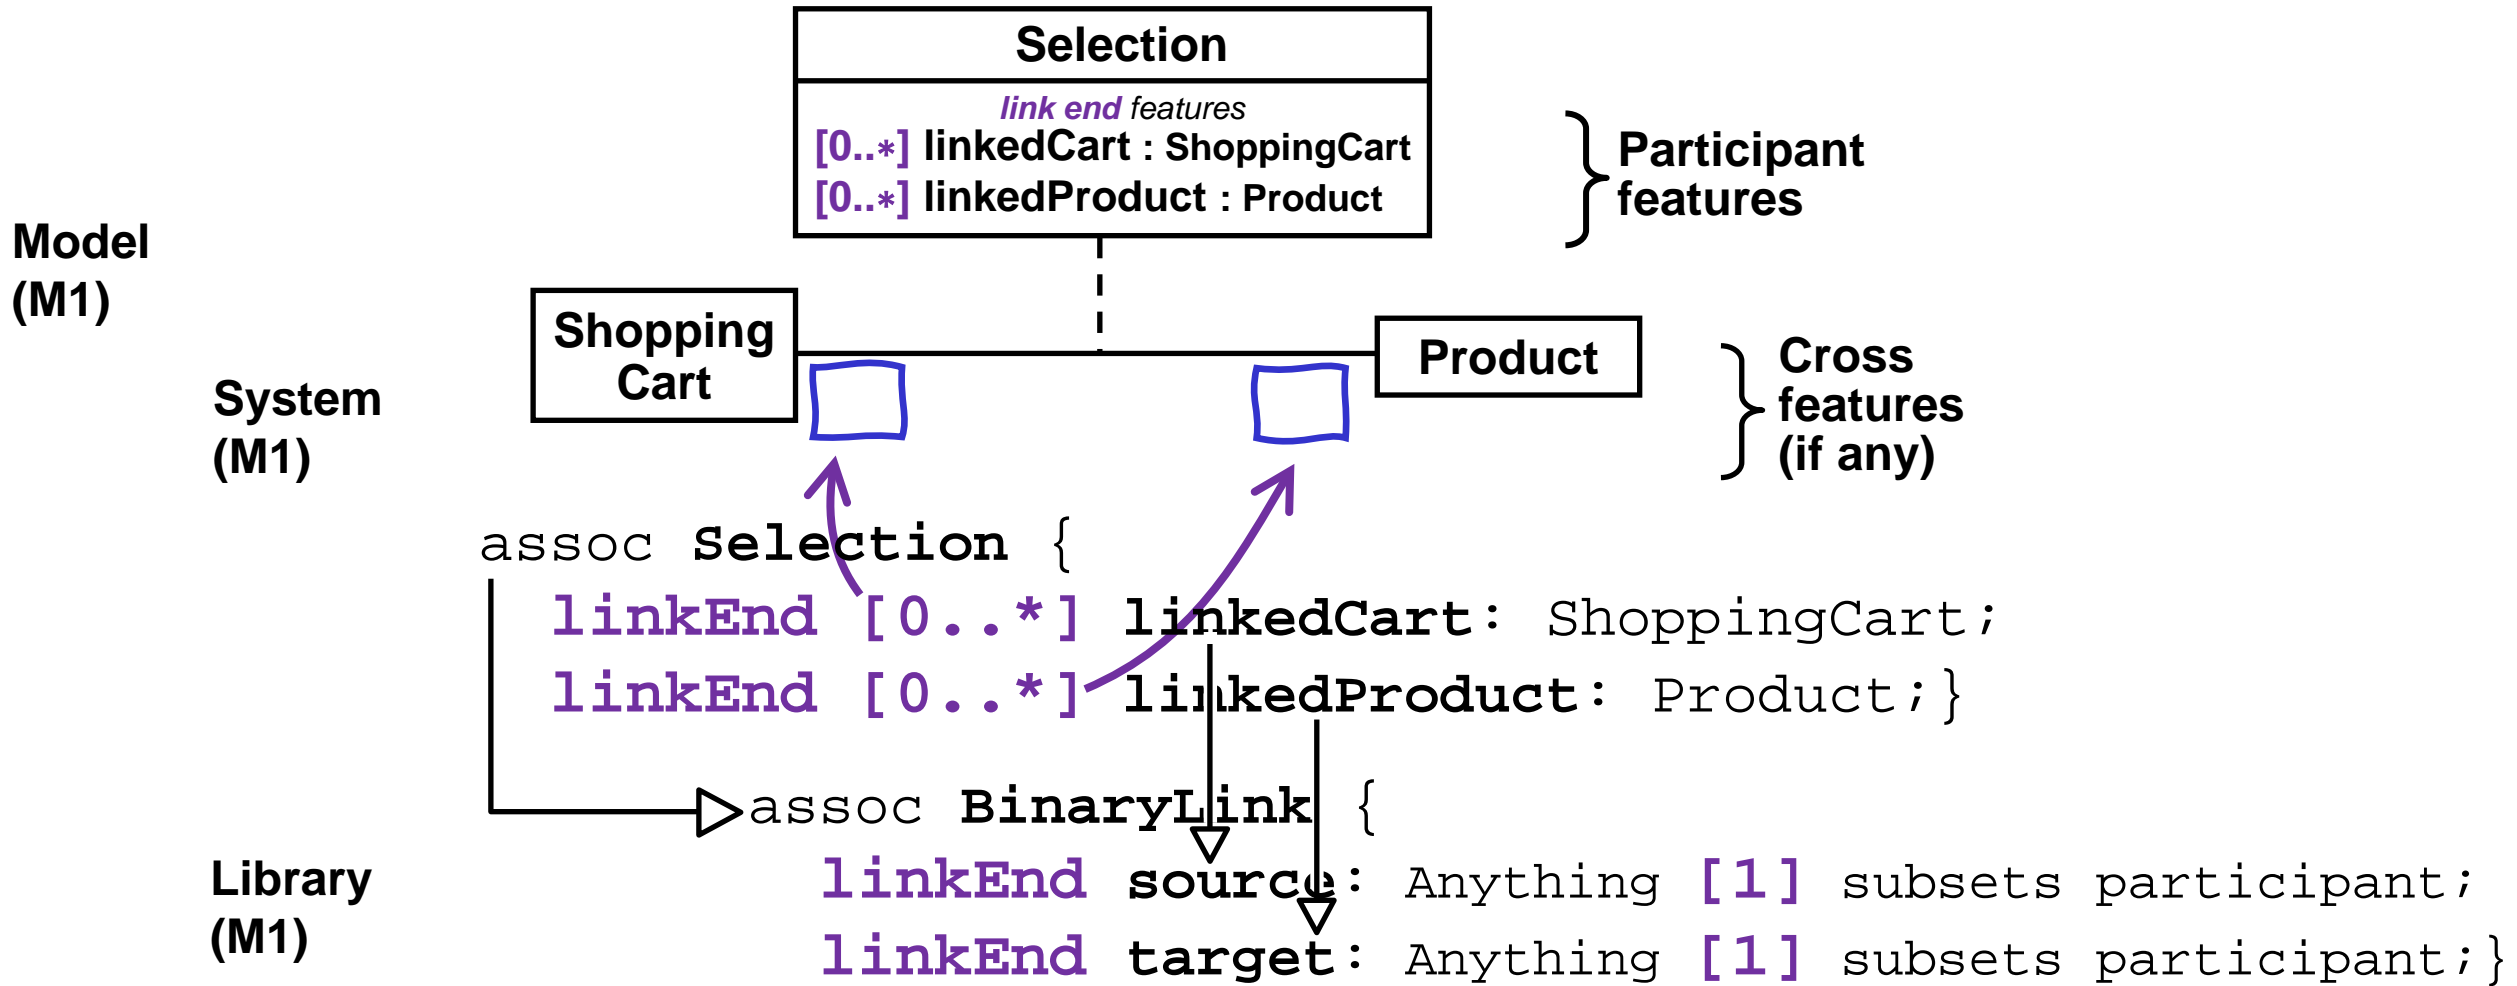 Selection
link end features
[0..*] linkedCart : ShoppingCart
[0..*] linkedProduct : Product
Participant
features
Model
(M1)
Shopping
Cart
Product
Cross
features
(if any)
System
(M1)
assoc Selection {
linkEnd [0..*] linkedCart: ShoppingCart;
linkEnd [0..*] linkedProduct: Product;}
assoc BinaryLink {
linkEnd source: Anything [1] subsets participant;
linkEnd target: Anything [1] subsets participant;}
Library
(M1)